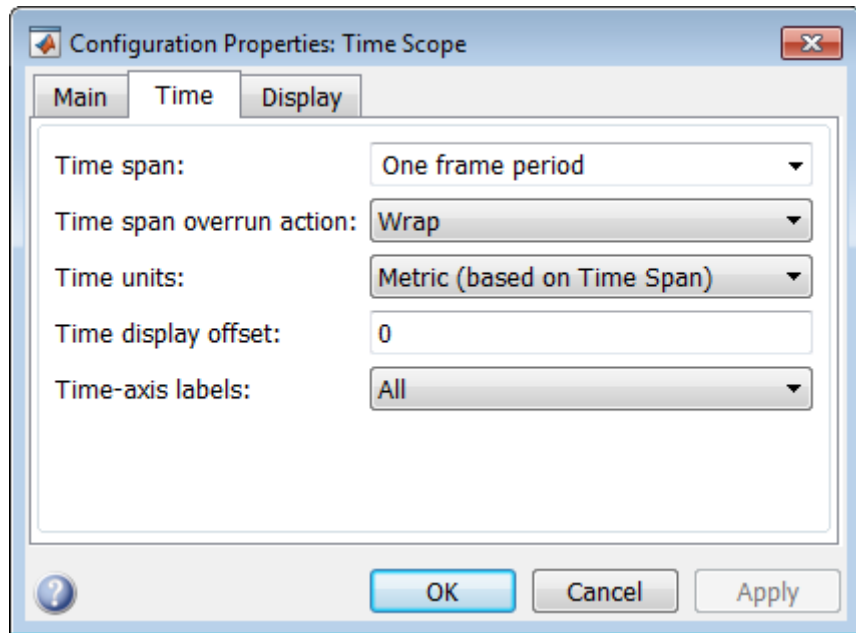 Configuration Properties: Time Scope
Main Time Display
Time span: One frame period
Time span overrun action: Wrap
Time units: Metric (based on Time Span)
Time display offset: 0
Time-axis labels: All
? OK Cancel Apply